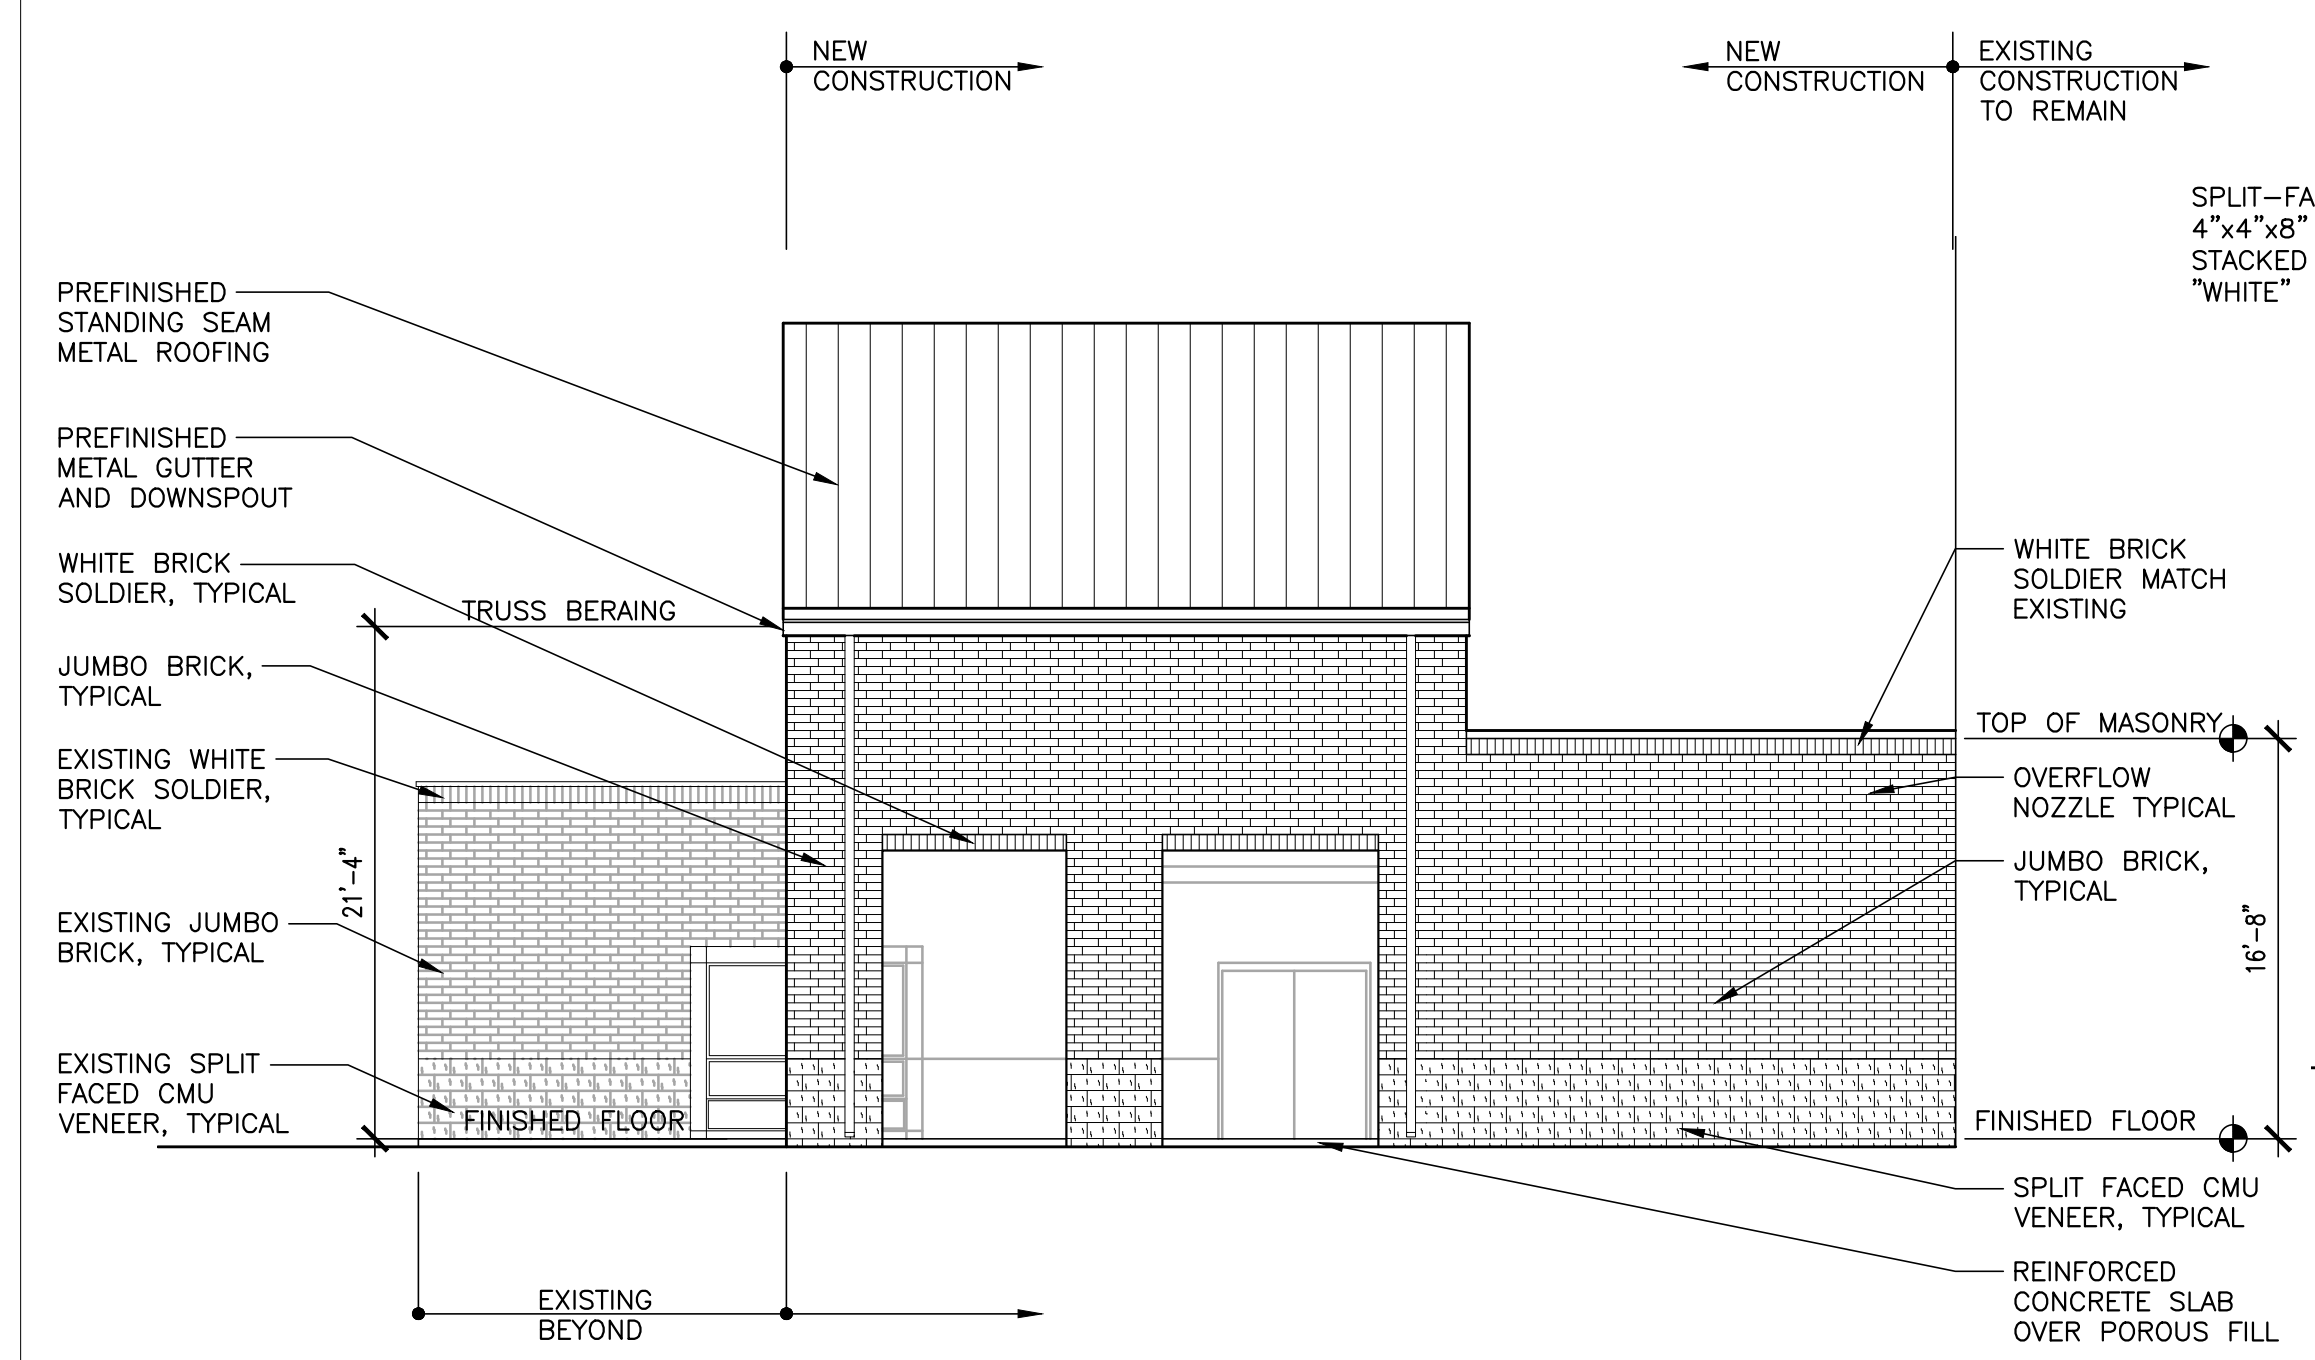 NEW
CONSTRUCTION
NEW
CONSTRUCTION
EXISTING
CONSTRUCTION
TO REMAIN
SPLIT-FA
4"x4"x8"
STACKED
"WHITE"
PREFINISHED
STANDING SEAM
METAL ROOFING
PREFINISHED
METAL GUTTER
AND DOWNSPOUT
WHITE BRICK
SOLDIER, TYPICAL
TRUSS BERAING
JUMBO BRICK,
TYPICAL
EXISTING WHITE
BRICK SOLDIER,
TYPICAL
21'-4"
EXISTING JUMBO
BRICK, TYPICAL
EXISTING SPLIT
FACED CMU
VENEER, TYPICAL
FINISHED FLOOR
EXISTING
BEYOND
WHITE BRICK
SOLDIER MATCH
EXISTING
TOP OF MASONRY
OVERFLOW
NOZZLE TYPICAL
JUMBO BRICK,
TYPICAL
16'-8"
FINISHED FLOOR
SPLIT FACED CMU
VENEER, TYPICAL
REINFORCED
CONCRETE SLAB
OVER POROUS FILL